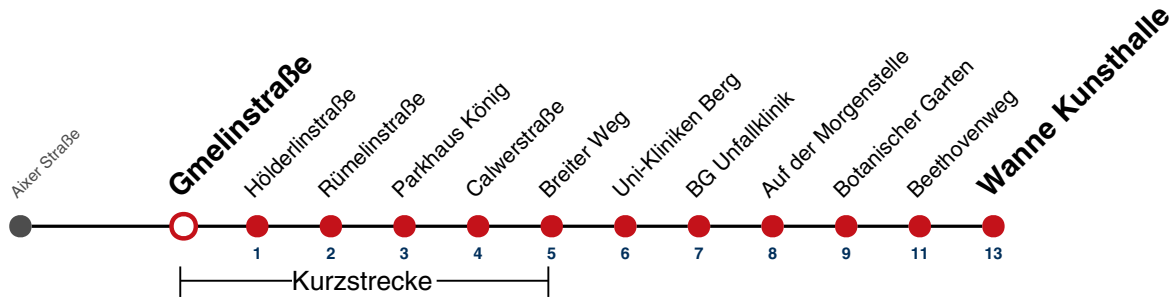 Aixer Straße
Gmelinstraße
Hölderlinstraße
Rümelinstraße
Parkhaus König
Calwerstraße
Breiter Weg
Uni-Kliniken Berg
BG Unfallklinik
Auf der Morgenstelle
Botanischer Garten
Beethovenweg
Wanne Kunsthalle
1 2 3 4 5 6 7 8 9 11 13
Kurzstrecke